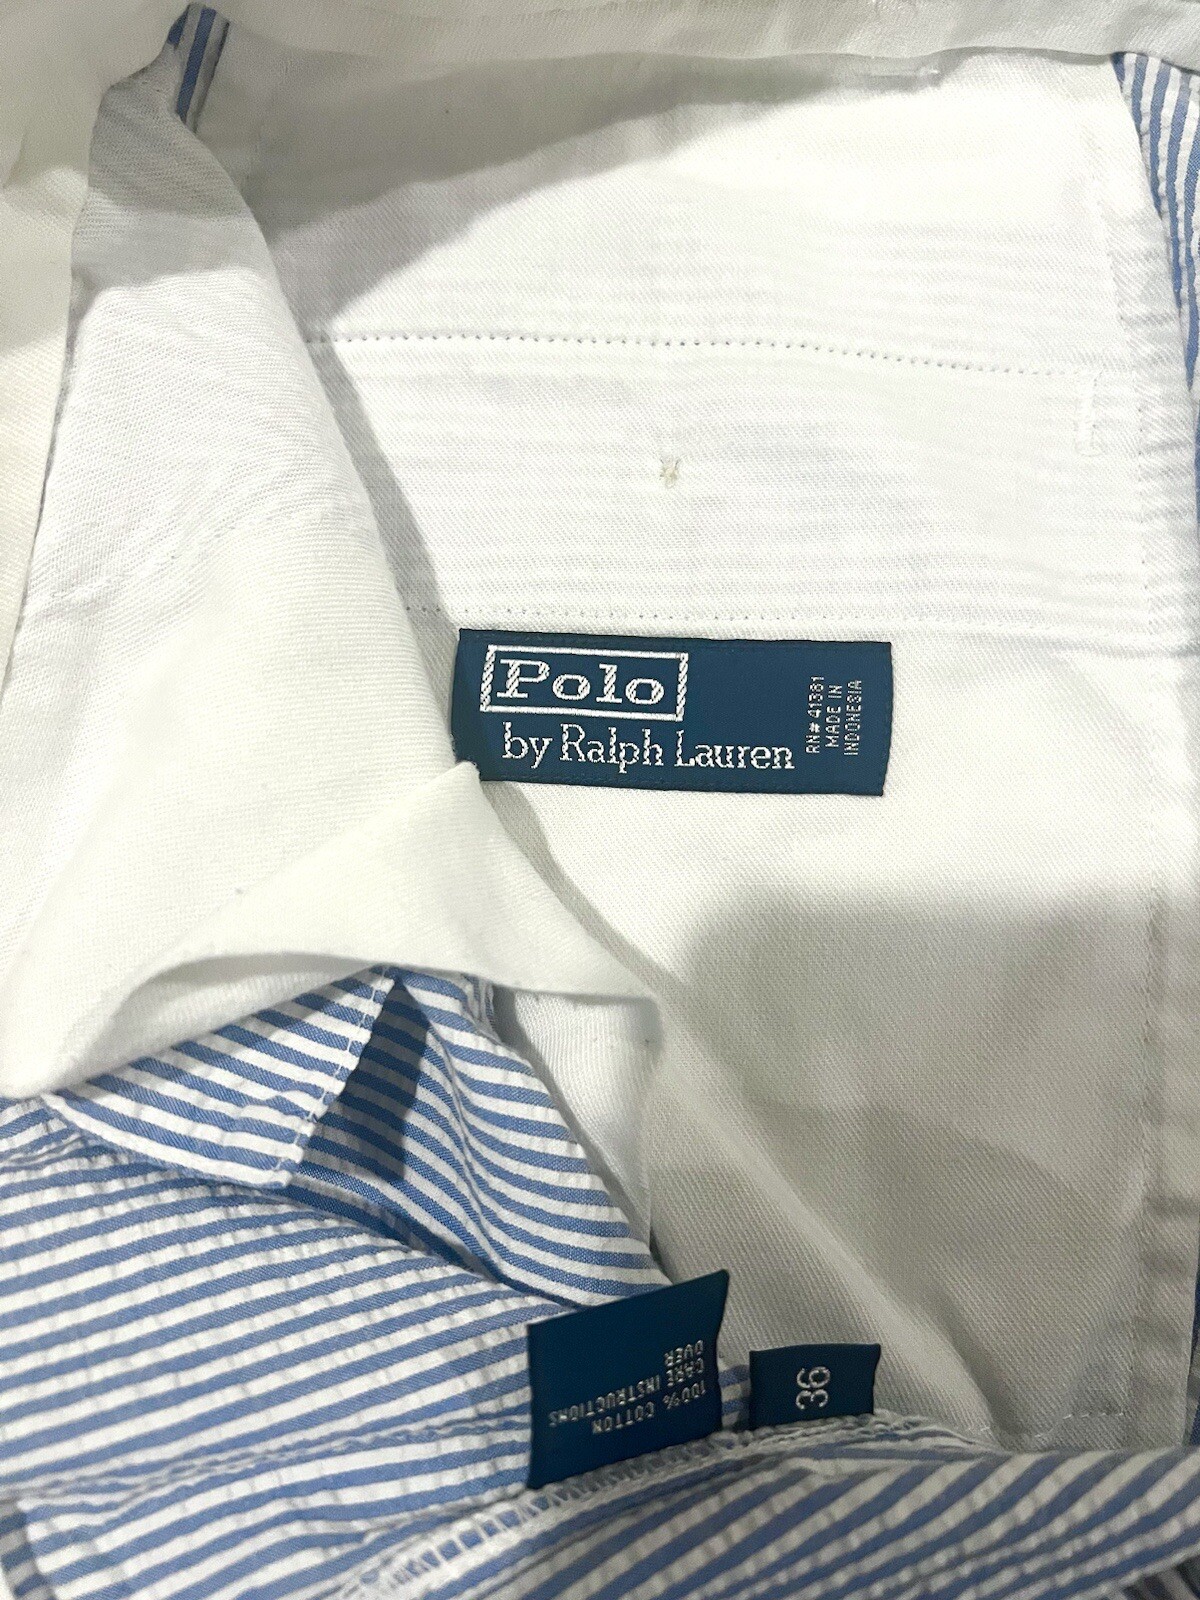 Polo
by Ralph Lauren
RN# 41381
MADE IN
INDONESIA
100% COTTON
CARE INSTRUCTIONS
OVER
36